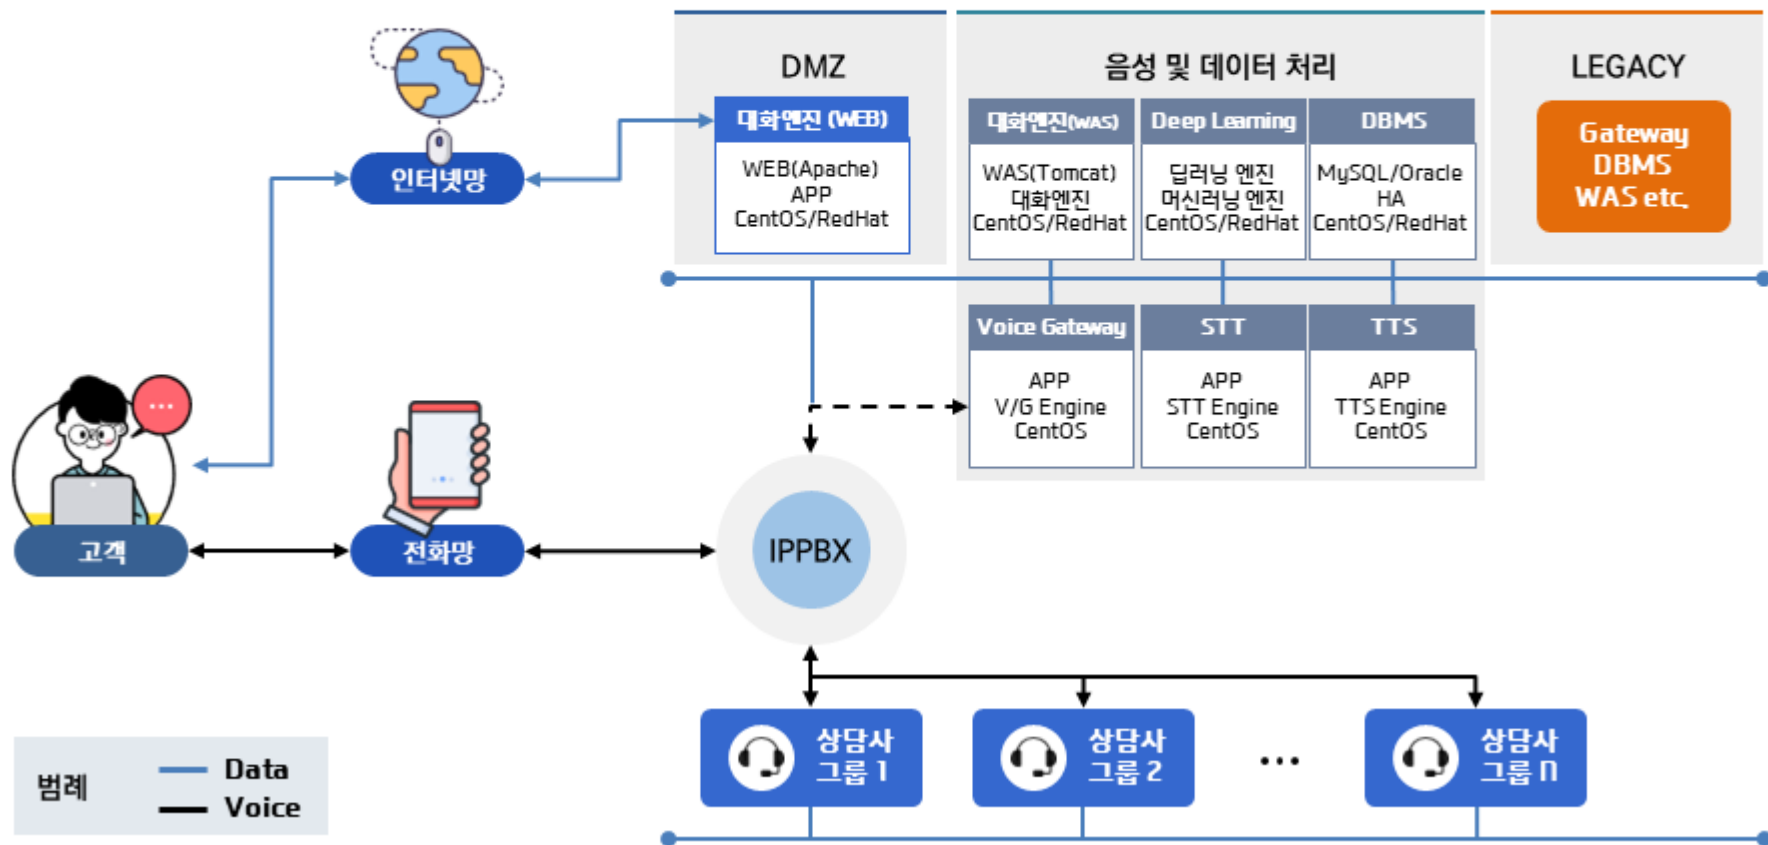 DMZ
음성 및 데이터 처리
LEGACY
대화엔진 (WEB)
WEB(Apache)
APP
CentOS/RedHat
대화엔진(WAS)
WAS(Tomcat)
대화엔진
CentOS/RedHat
Deep Learning
딥러닝 엔진
머신러닝 엔진
CentOS/RedHat
DBMS
MySQL/Oracle
HA
CentOS/RedHat
Gateway
DBMS
WAS etc.
인터넷망
Voice Gateway
APP
V/G Engine
CentOS
STT
APP
STT Engine
CentOS
TTS
APP
TTS Engine
CentOS
고객
전화망
IPPBX
상담사
그룹 1
상담사
그룹 2
...
상담사
그룹 N
범례
Data
Voice